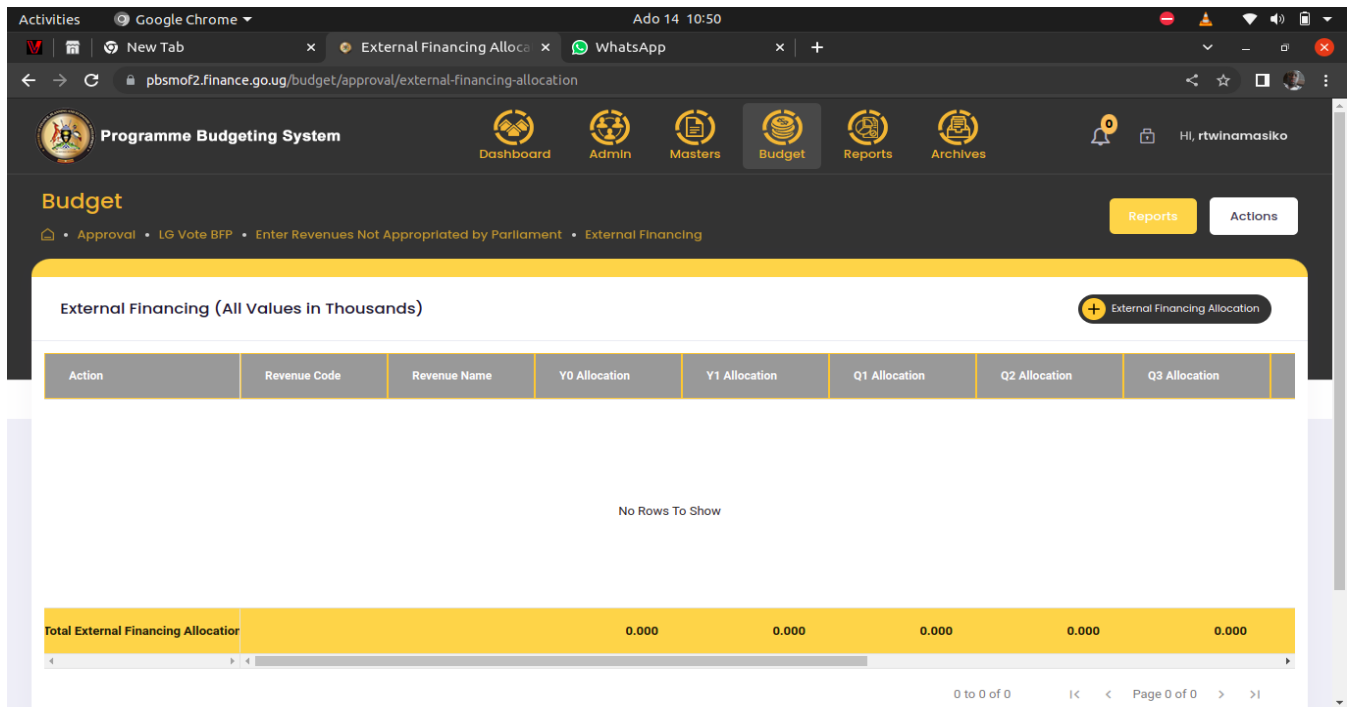 Activities Google Chrome Ado 14 10:50
New Tab External Financing Alloca WhatsApp
pbsmof2.finance.go.ug/budget/approval/external-financing-allocation
Programme Budgeting System Dashboard Admin Masters Budget Reports Archives 0 Hi, rtwinamasiko
Budget
Reports Actions
Approval • LG Vote BFP • Enter Revenues Not Appropriated by Parliament • External Financing
External Financing (All Values in Thousands) External Financing Allocation
Action Revenue Code Revenue Name Y0 Allocation Y1 Allocation Q1 Allocation Q2 Allocation Q3 Allocation
No Rows To Show
Total External Financing Allocation 0.000 0.000 0.000 0.000 0.000
0 to 0 of 0 Page 0 of 0